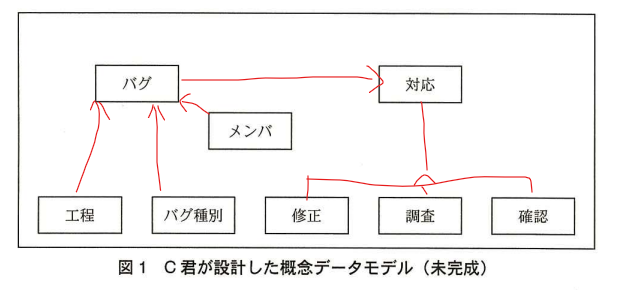 バグ
対応
メンバ
工程
バグ種別
修正
調査
確認
図1 C君が設計した概念データモデル（未完成）